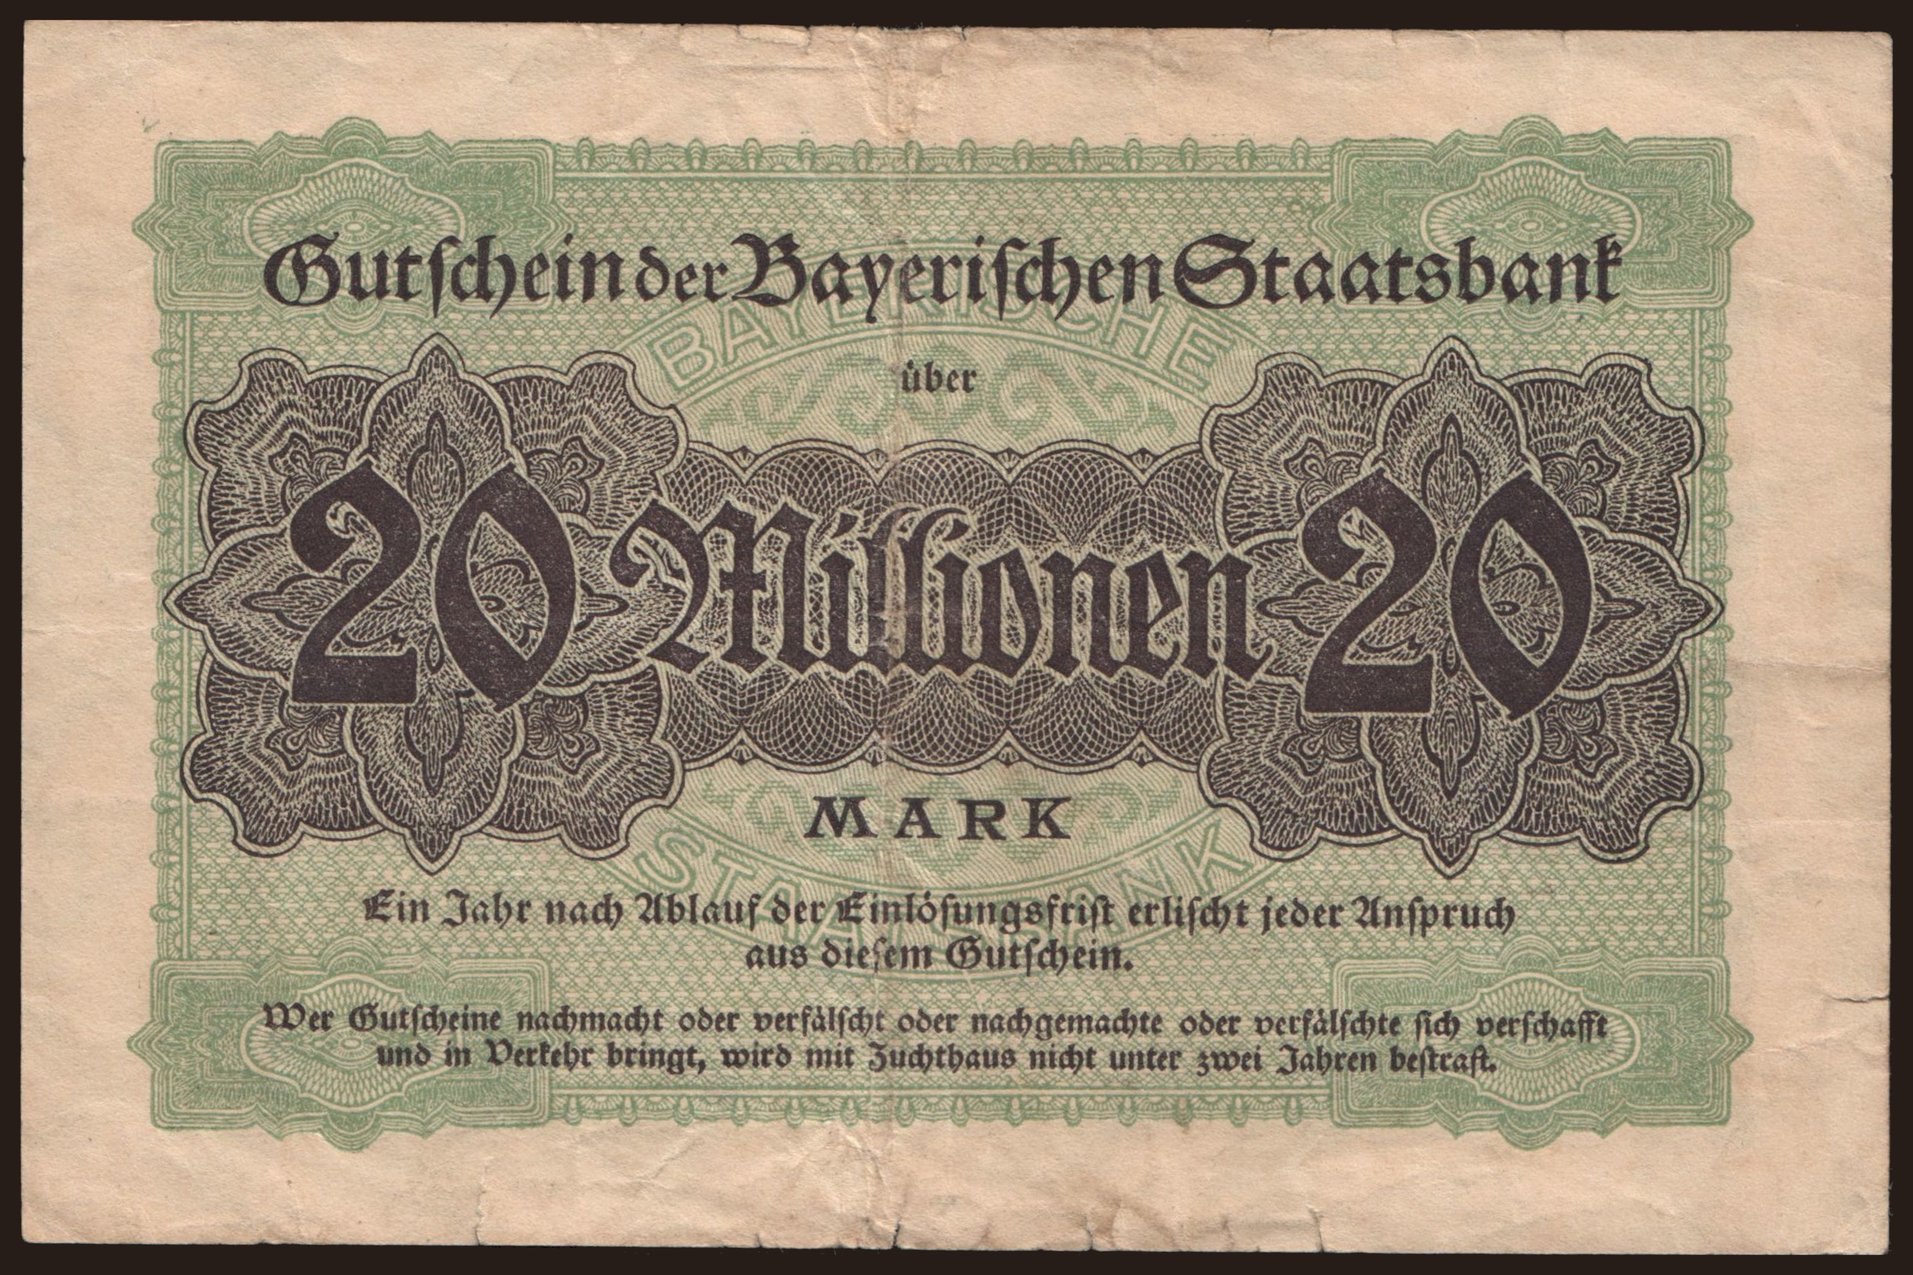 Gutschein der Bayerischen Staatsbank
BAYERISCHE
über
20 Millionen 20
MARK
STAATSBANK
Ein Jahr nach Ablauf der Einlösungsfrist erlischt jeder Anspruch
aus diesem Gutschein.
Wer Gutscheine nachmacht oder verfälscht oder nachgemachte oder verfälschte sich verschafft
und in Verkehr bringt, wird mit Zuchthaus nicht unter zwei Jahren bestraft.